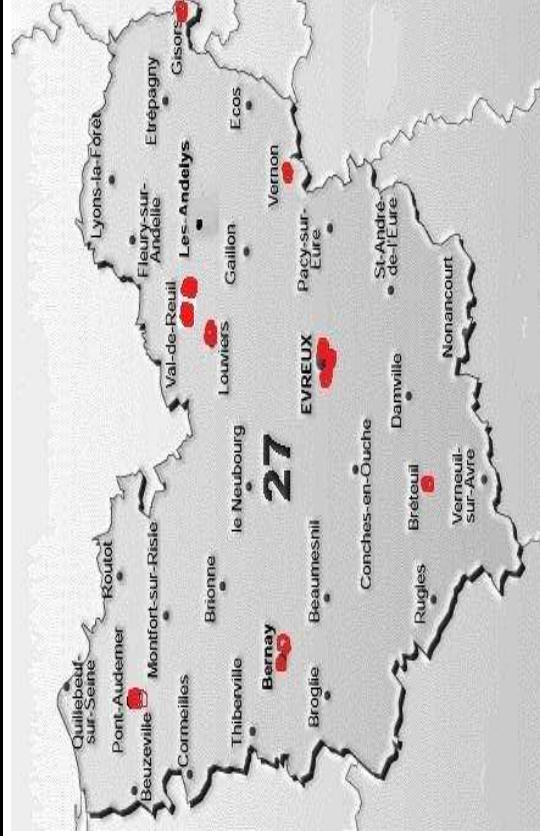 Quillebeuf-
sur-Seine
Routot
Pont-Audemer
Beuzeville
Montfort-sur-Risle
Cormeilles
Brionne
Thiberville
Bernay
Broglie
Beaumesnil
le Neubourg
27
Conches-en-Ouche
Rugles
Bréteuil
Verneuil-
sur-Avre
Damville
Nonancourt
EVREUX
St-André-
de-l'Eure
Pacy-sur-
Eure
Louviers
Val-de-Reuil
Gaillon
Vernon
Les-Andelys
Fleury-sur-
Andelle
Lyons-la-Forêt
Etrépagny
Ecos
Gisors